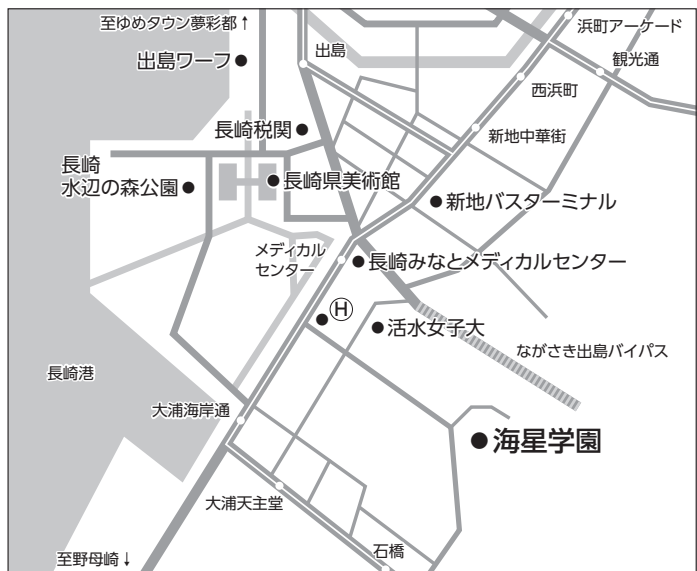 至ゆめタウン夢彩都↑
浜町アーケード
出島
出島ワーフ
観光通
西浜町
長崎税関
新地中華街
長崎
水辺の森公園
長崎県美術館
新地バスターミナル
メディカル
センター
長崎みなとメディカルセンター
H
活水女子大
ながさき出島バイパス
長崎港
大浦海岸通
海星学園
大浦天主堂
石橋
至野母崎↓